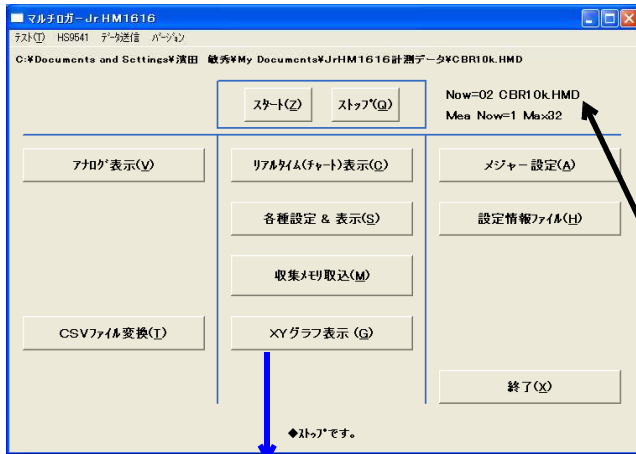 マルチロガーJr HM1616
テスト(T) HS9541 データ送信 バージョン
C:¥Documents and Settings¥濱田 敏秀¥My Documents¥JrHM1616計測データ¥CBR10k.HMD
スタート(Z) ストップ(Q)
Now=02 CBR10k.HMD
Mea Now=1 Max32
アナログ表示(V) リアルタイム(チャート)表示(C) メジャー設定(A)
各種設定 & 表示(S) 設定情報ファイル(H)
収集メモリ取込(M)
CSVファイル変換(T) XYグラフ表示 (G)
終了(X)
◆ストップです。